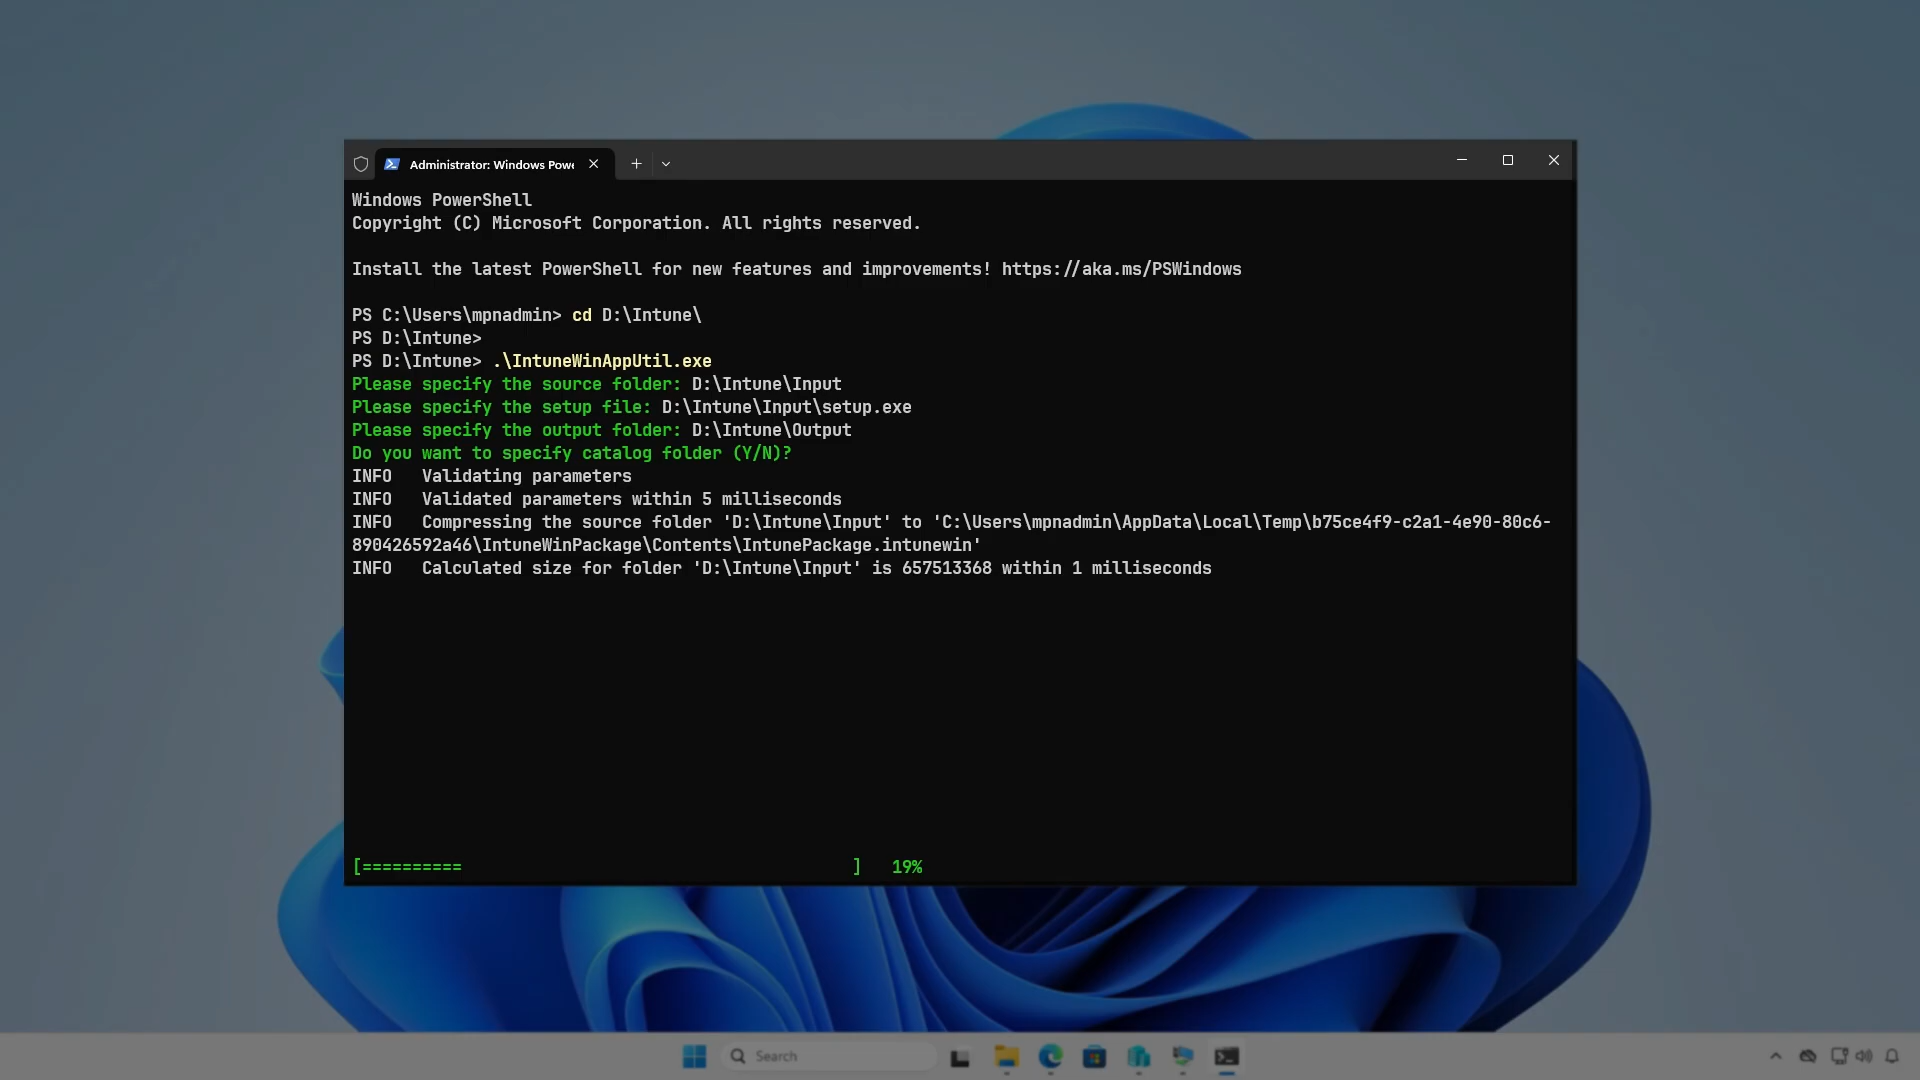 Administrator: Windows Powe
Windows PowerShell
Copyright (C) Microsoft Corporation. All rights reserved.
Install the latest PowerShell for new features and improvements! https://aka.ms/PSWindows
PS C:\Users\mpnadmin> cd D:\Intune\
PS D:\Intune>
PS D:\Intune> .\IntuneWinAppUtil.exe
Please specify the source folder: D:\Intune\Input
Please specify the setup file: D:\Intune\Input\setup.exe
Please specify the output folder: D:\Intune\Output
Do you want to specify catalog folder (Y/N)?
INFO   Validating parameters
INFO   Validated parameters within 5 milliseconds
INFO   Compressing the source folder 'D:\Intune\Input' to 'C:\Users\mpnadmin\AppData\Local\Temp\b75ce4f9-c2a1-4e90-80c6-
890426592a46\IntuneWinPackage\Contents\IntunePackage.intunewin'
INFO   Calculated size for folder 'D:\Intune\Input' is 657513368 within 1 milliseconds
[==========                                       ]   19%
Search